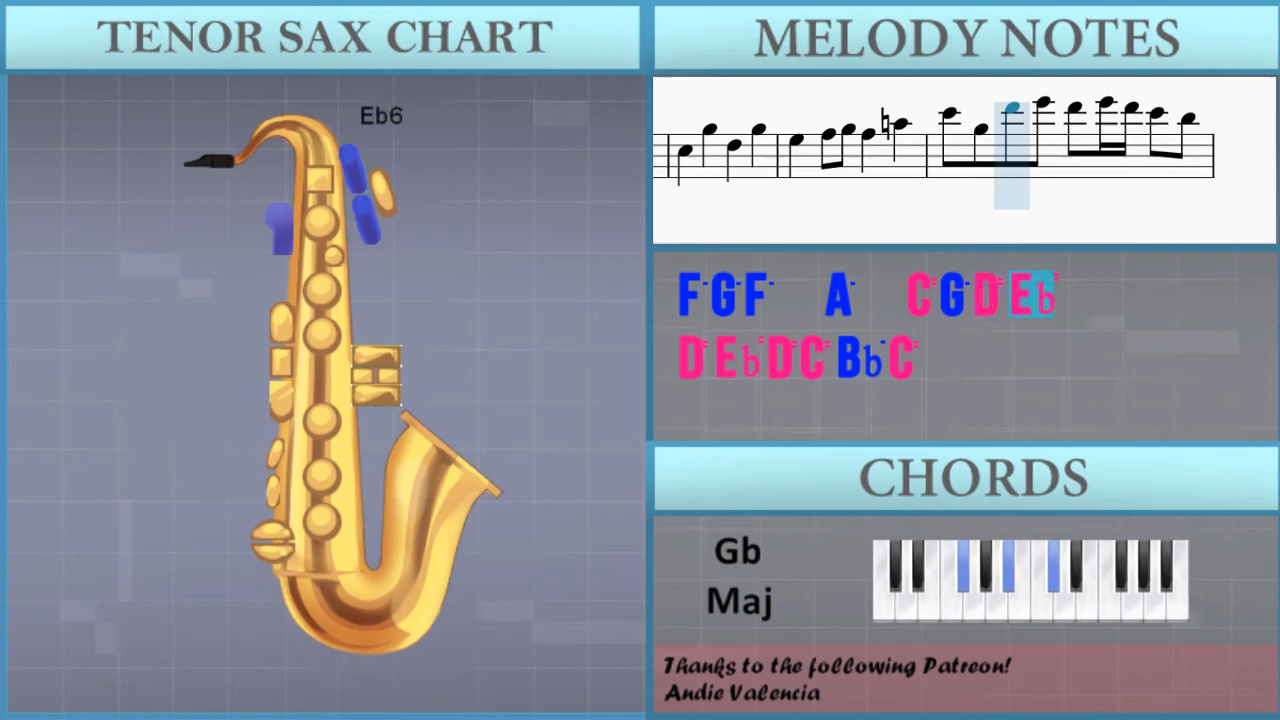 TENOR SAX CHART
Eb6
MELODY NOTES
F- G- F- A- C= G- D= Eb=
D= Eb= D= C= Bb- C=
CHORDS
Gb
Maj
Thanks to the following Patreon!
Andie Valencia